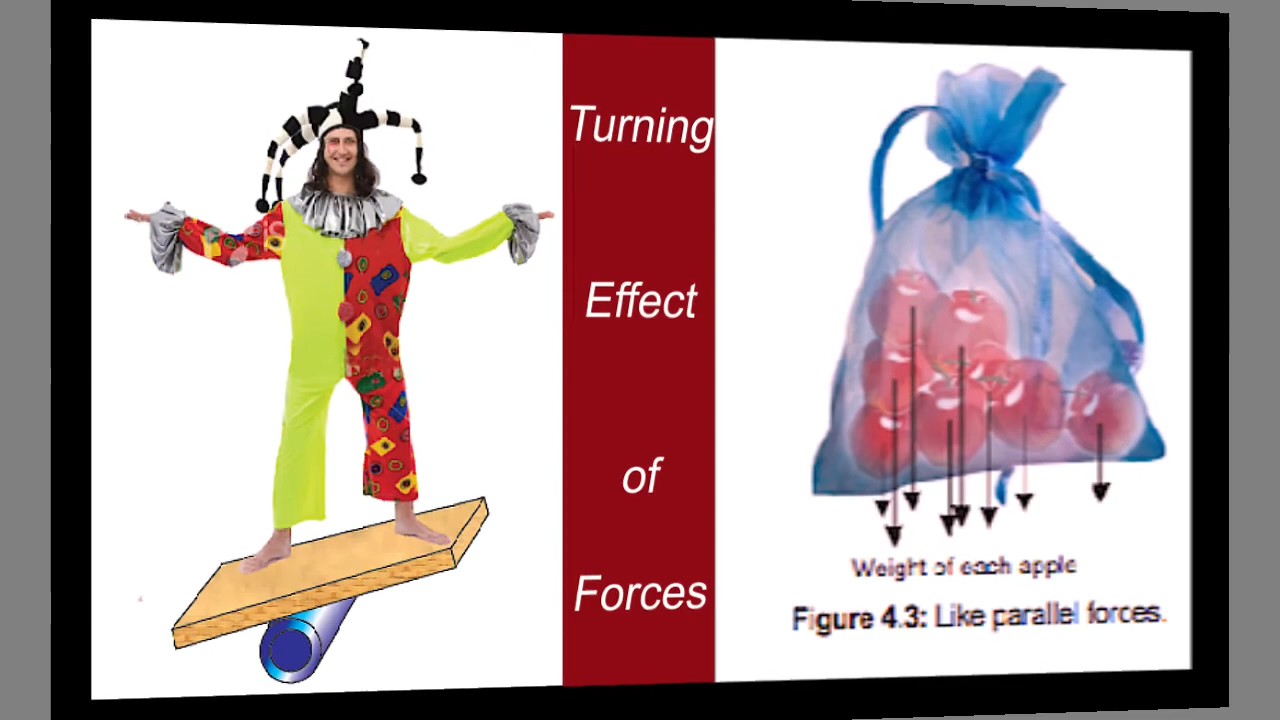 Turning
Effect
of
Forces
Weight of each apple
Figure 4.3: Like parallel forces.